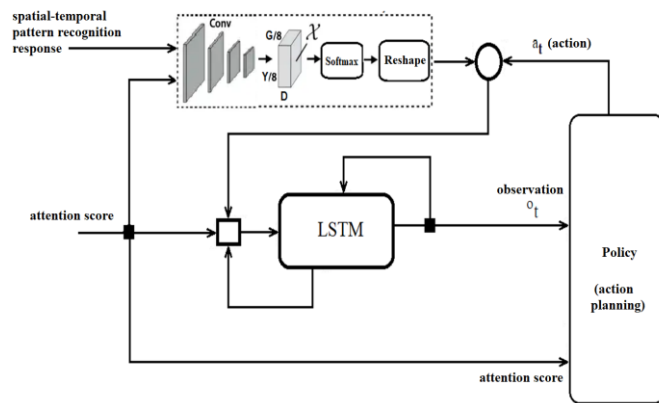 spatial-temporal
pattern recognition
response
Conv
G/8
X
Y/8
D
Softmax
Reshape
a_t (action)
attention score
LSTM
observation
o_t
Policy
(action
planning)
attention score